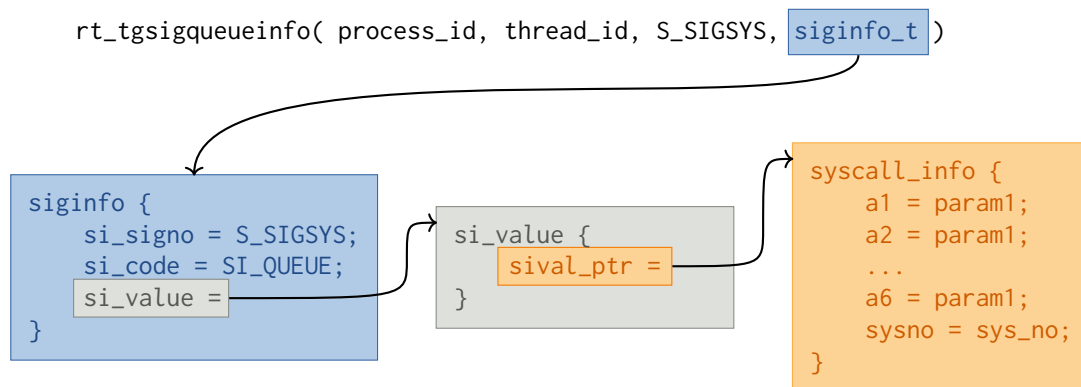 rt_tgsigqueueinfo( process_id, thread_id, S_SIGSYS, siginfo_t )
siginfo {
si_signo = S_SIGSYS;
si_code = SI_QUEUE;
si_value =
}
si_value {
sival_ptr =
}
syscall_info {
a1 = param1;
a2 = param1;
...
a6 = param1;
sysno = sys_no;
}